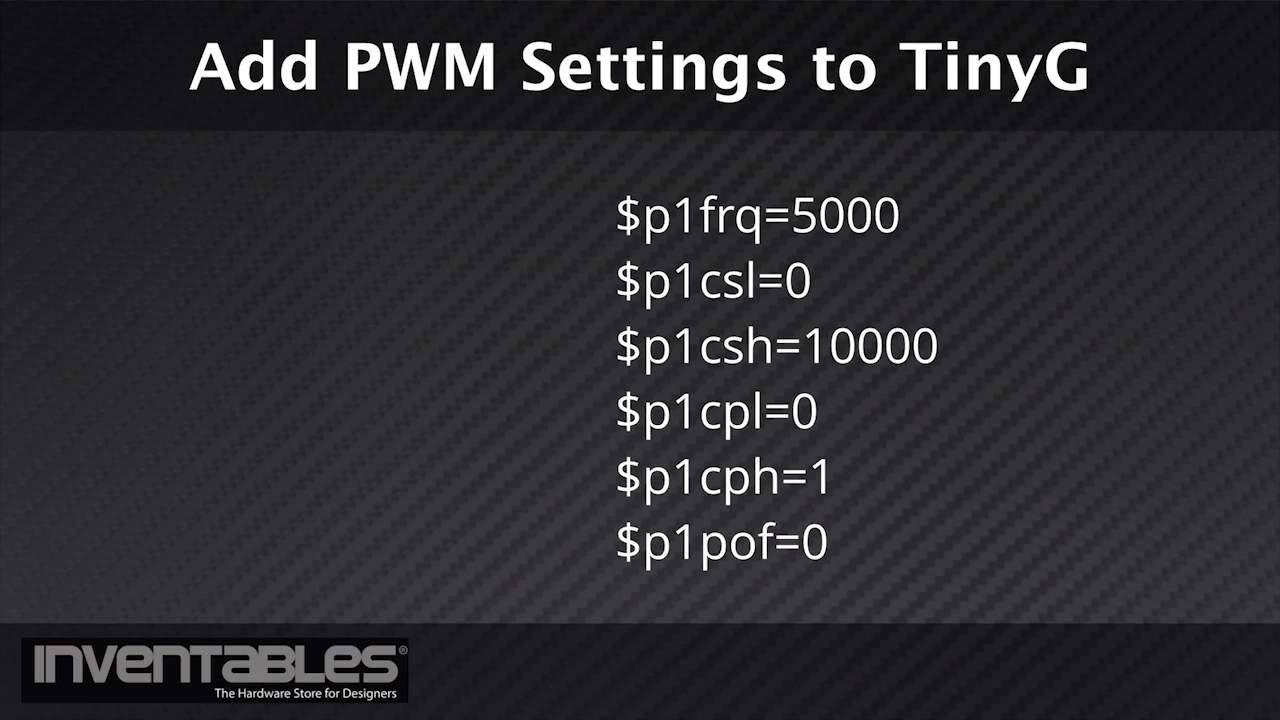 Add PWM Settings to TinyG
$p1frq=5000
$p1csl=0
$p1csh=10000
$p1cpl=0
$p1cph=1
$p1pof=0
INVENTABLES®
The Hardware Store for Designers